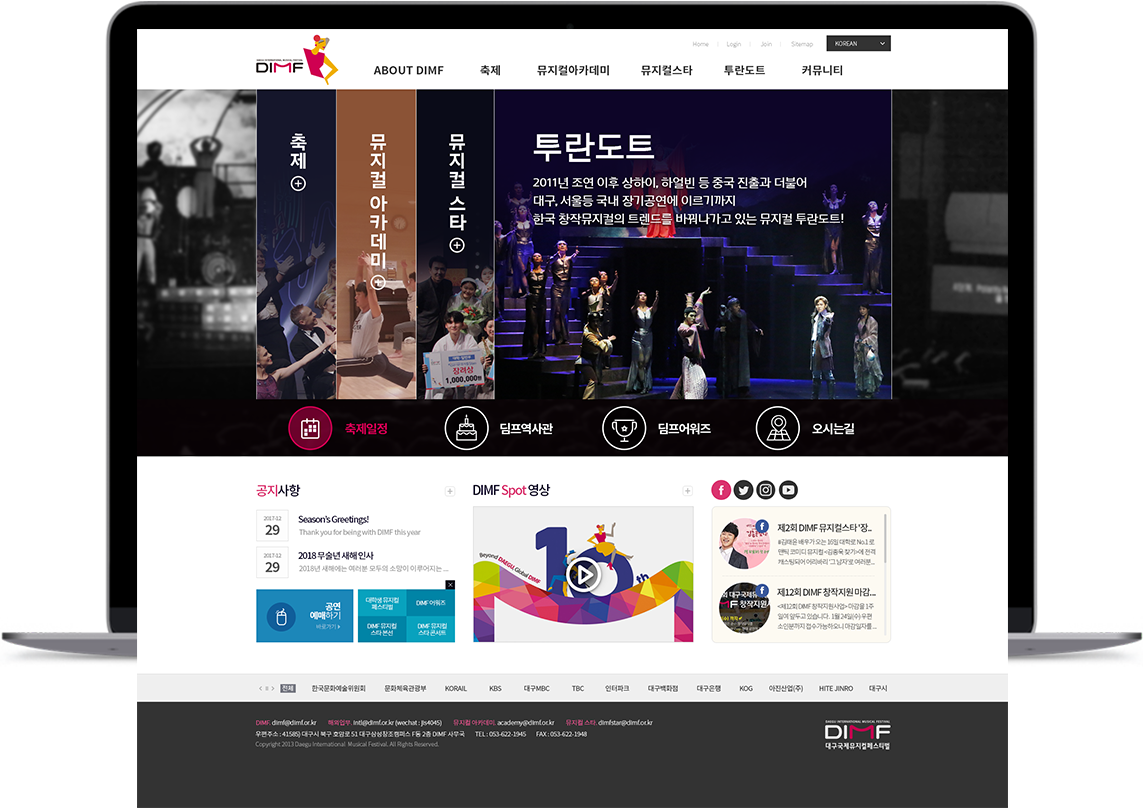 Home
Login
Join
Sitemap
KOREAN
DAEGU INTERNATIONAL MUSICAL FESTIVAL
DIMF
ABOUT DIMF
축제
뮤지컬아카데미
뮤지컬스타
투란도트
커뮤니티
축제
뮤지컬 아카데미
뮤지컬 스타
투란도트
2011년 조연 이후 상하이, 하얼빈 등 중국 진출과 더불어
대구, 서울등 국내 장기공연에 이르기까지
한국 창작뮤지컬의 트렌드를 바꿔나가고 있는 뮤지컬 투란도트!
장려상
1,000,000원
축제일정
딤프역사관
딤프어워즈
오시는길
공지사항
2017-12
29
Season's Greetings!
Thank you for being with DIMF this year
2017-12
29
2018 무술년 새해 인사
2018년 새해에는 여러분 모두의 소망이 이루어지는 ...
공연
예매하기
바로가기
대학생 뮤지컬
페스티벌
DIMF 어워즈
DIMF 뮤지컬
스타 본선
DIMF 뮤지컬
스타 콘서트
DIMF Spot 영상
Beyond DAEGU, Global DIMF
10th
제2회 DIMF 뮤지컬스타 '장...
#김태윤 배우가 오는 16일 대학로 No.1 로
맨틱 코미디 뮤지컬 <김종욱 찾기>에 전격
캐스팅되어 어리바리 '그 남자'로 여러분...
제12회 DIMF 창작지원 마감...
<제12회 DIMF 창작지원사업> 마감을 1주
일여 앞두고 있습니다. 1월 24일(수) 우편
소인분까지 접수가능하오니 마감일자를...
전체
한국문화예술위원회
문화체육관광부
KORAIL
KBS
대구MBC
TBC
인터파크
대구백화점
대구은행
KOG
아진산업(주)
HITE JINRO
대구시
DIMF. dimf@dimf.or.kr 해외업무. intl@dimf.or.kr (wechat : jts4045) 뮤지컬 아카데미. academy@dimf.or.kr 뮤지컬 스타. dimfstar@dimf.or.kr
우편주소 : 41585) 대구시 북구 호암로 51 대구삼성창조캠퍼스 F동 2층 DIMF 사무국 TEL : 053-622-1945 FAX : 053-622-1948
Copyright 2013 Daegu International Musical Festival. All Rights Reserved.
DAEGU INTERNATIONAL MUSICAL FESTIVAL
DIMF
대구국제뮤지컬페스티벌